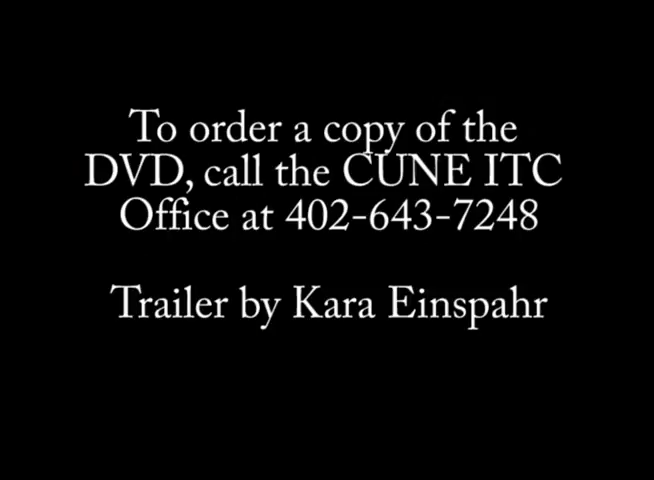 To order a copy of the
DVD, call the CUNE ITC
Office at 402-643-7248
Trailer by Kara Einspahr